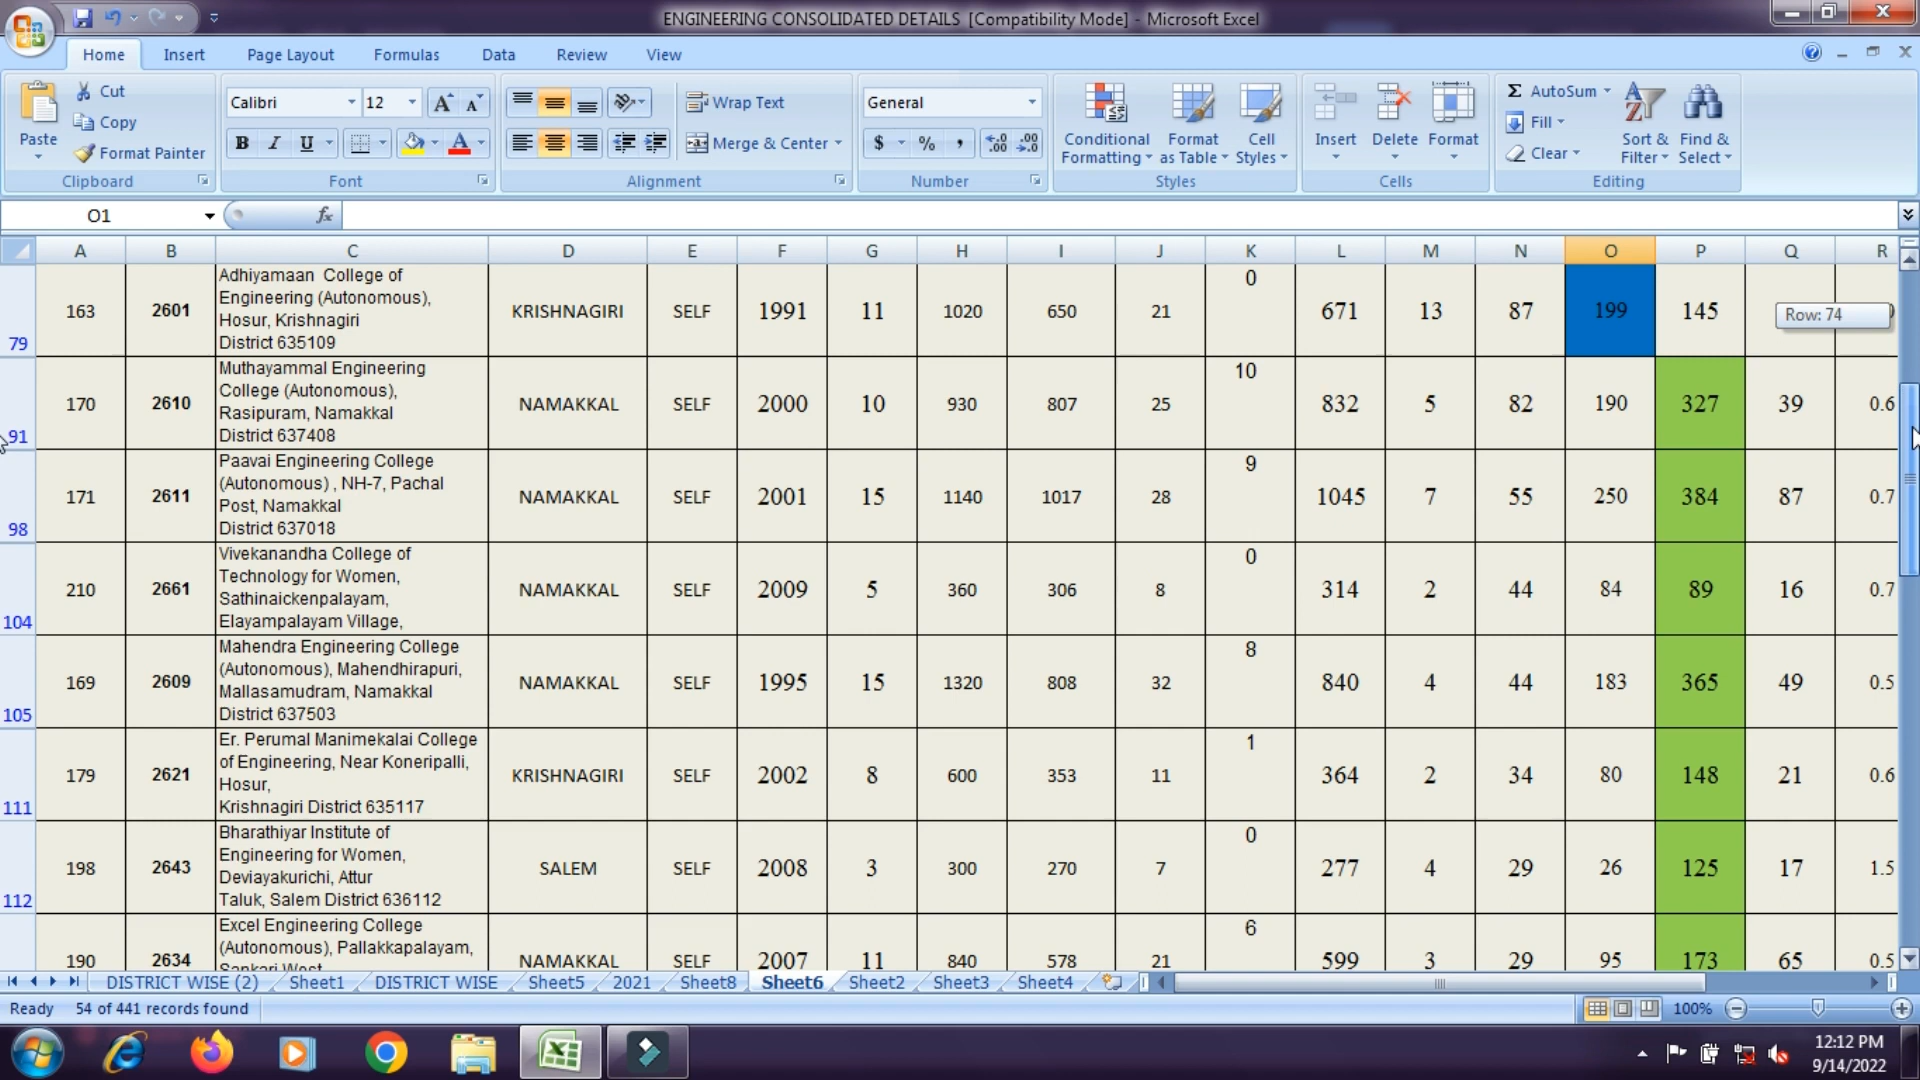 ENGINEERING CONSOLIDATED DETAILS [Compatibility Mode] - Microsoft Excel
Home Insert Page Layout Formulas Data Review View
Paste Cut Copy Format Painter Clipboard
Calibri 12 Font
Wrap Text Merge & Center Alignment
General $ % , Number
Conditional Formatting Format as Table Cell Styles Styles
Insert Delete Format Cells
Σ AutoSum Fill Clear Sort & Filter Find & Select Editing
O1 fx
A B C D E F G H I J K L M N O P Q R
79 163 2601 Adhiyamaan College of
Engineering (Autonomous),
Hosur, Krishnagiri
District 635109 KRISHNAGIRI SELF 1991 11 1020 650 21 0 671 13 87 199 145
Row: 74
91 170 2610 Muthayammal Engineering
College (Autonomous),
Rasipuram, Namakkal
District 637408 NAMAKKAL SELF 2000 10 930 807 25 10 832 5 82 190 327 39 0.6
98 171 2611 Paavai Engineering College
(Autonomous) , NH-7, Pachal
Post, Namakkal
District 637018 NAMAKKAL SELF 2001 15 1140 1017 28 9 1045 7 55 250 384 87 0.7
104 210 2661 Vivekanandha College of
Technology for Women,
Sathinaickenpalayam,
Elayampalayam Village, NAMAKKAL SELF 2009 5 360 306 8 0 314 2 44 84 89 16 0.7
105 169 2609 Mahendra Engineering College
(Autonomous), Mahendhirapuri,
Mallasamudram, Namakkal
District 637503 NAMAKKAL SELF 1995 15 1320 808 32 8 840 4 44 183 365 49 0.5
111 179 2621 Er. Perumal Manimekalai College
of Engineering, Near Koneripalli,
Hosur,
Krishnagiri District 635117 KRISHNAGIRI SELF 2002 8 600 353 11 1 364 2 34 80 148 21 0.6
112 198 2643 Bharathiyar Institute of
Engineering for Women,
Deviayakurichi, Attur
Taluk, Salem District 636112 SALEM SELF 2008 3 300 270 7 0 277 4 29 26 125 17 1.5
190 2634 Excel Engineering College
(Autonomous), Pallakkapalayam,
Sankari West NAMAKKAL SELF 2007 11 840 578 21 6 599 3 29 95 173 65 0.5
DISTRICT WISE (2) Sheet1 DISTRICT WISE Sheet5 2021 Sheet8 Sheet6 Sheet2 Sheet3 Sheet4
Ready 54 of 441 records found 100%
12:12 PM
9/14/2022